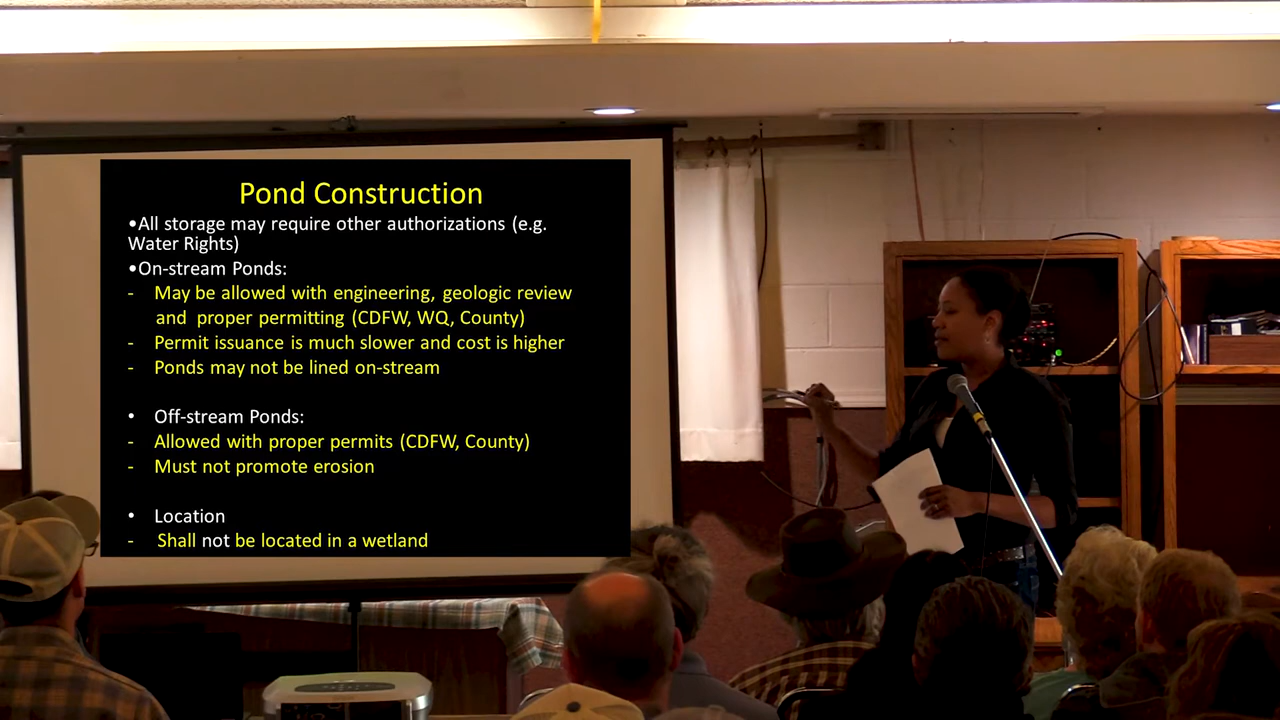 Pond Construction
•All storage may require other authorizations (e.g.
Water Rights)
•On-stream Ponds:
- May be allowed with engineering, geologic review
and proper permitting (CDFW, WQ, County)
- Permit issuance is much slower and cost is higher
- Ponds may not be lined on-stream
• Off-stream Ponds:
- Allowed with proper permits (CDFW, County)
- Must not promote erosion
• Location
- Shall not be located in a wetland